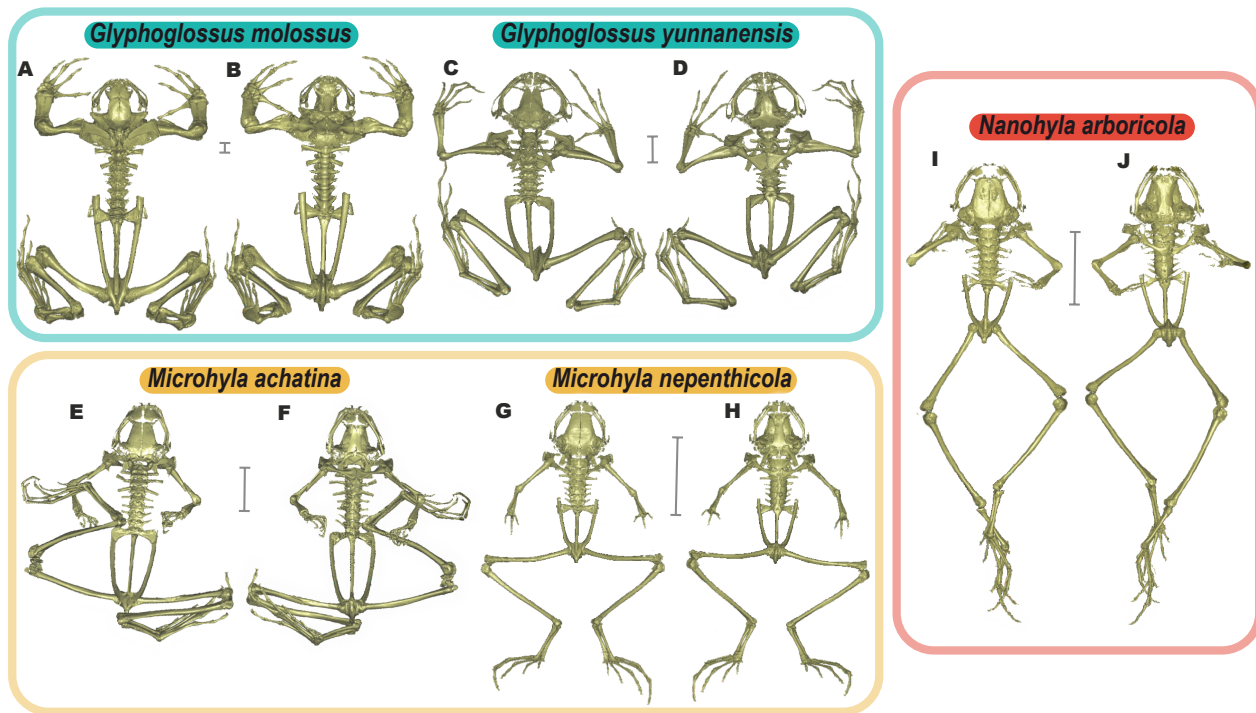 Glyphoglossus molossus
Glyphoglossus yunnanensis
A
B
C
D
Nanohyla arboricola
I
J
Microhyla achatina
Microhyla nepenthicola
E
F
G
H